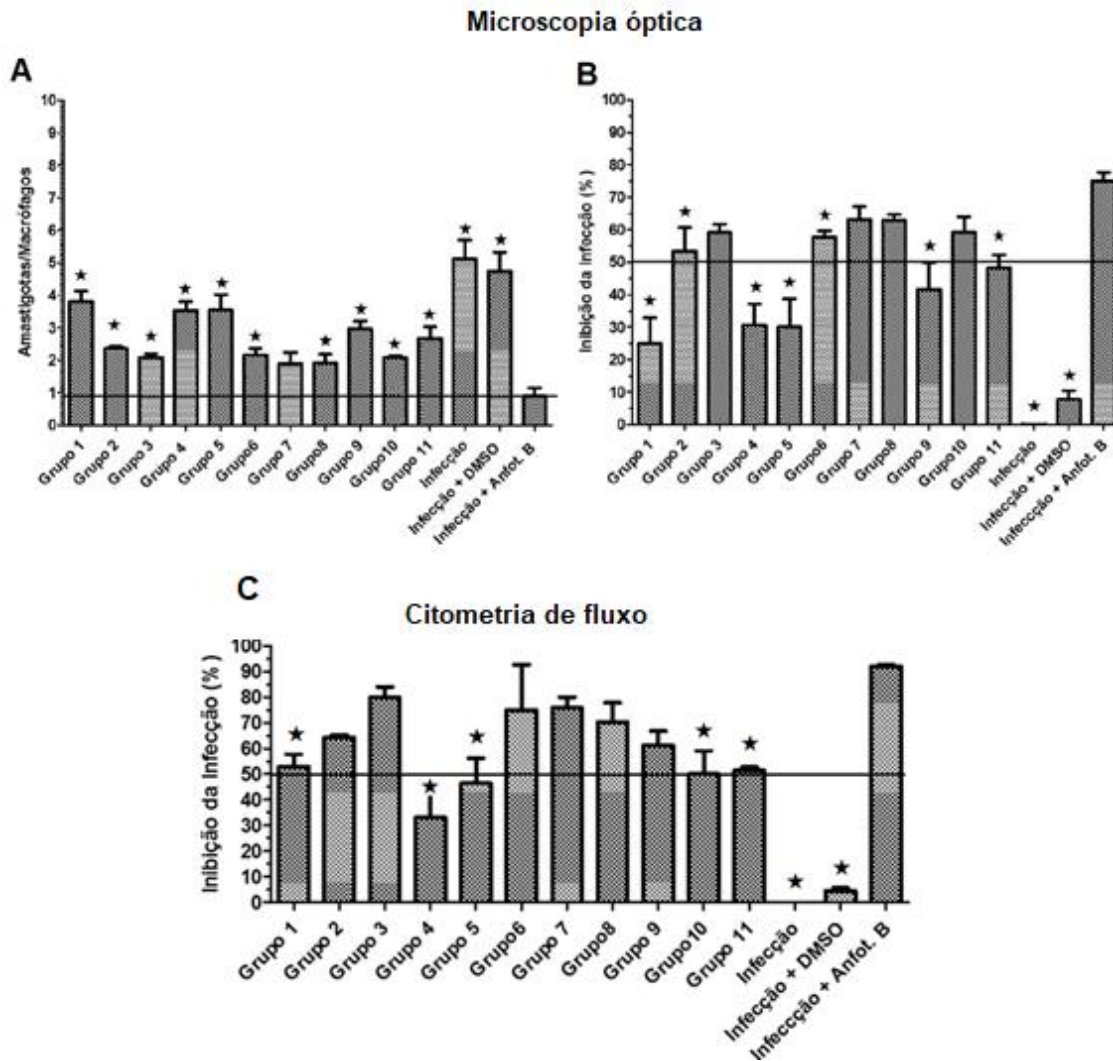 Microscopia óptica
A
Amastigotas/Macrófagos
10
9
8
7
6
5
4
3
2
1
0
Grupo 1
Grupo 2
Grupo 3
Grupo 4
Grupo 5
Grupo6
Grupo 7
Grupo8
Grupo 9
Grupo10
Grupo 11
Infecção
Infecção + DMSO
Infecção + Anfot. B
B
Inibição da Infecção (%)
100
90
80
70
60
50
40
30
20
10
0
Grupo 1
Grupo 2
Grupo 3
Grupo 4
Grupo 5
Grupo6
Grupo 7
Grupo8
Grupo 9
Grupo10
Grupo 11
Infecção
Infecção + DMSO
Infeccção + Anfot. B
C
Citometria de fluxo
Inibição da Infecção (%)
100
90
80
70
60
50
40
30
20
10
0
Grupo 1
Grupo 2
Grupo 3
Grupo 4
Grupo 5
Grupo6
Grupo 7
Grupo8
Grupo 9
Grupo10
Grupo 11
Infecção
Infecção + DMSO
Infeccção + Anfot. B